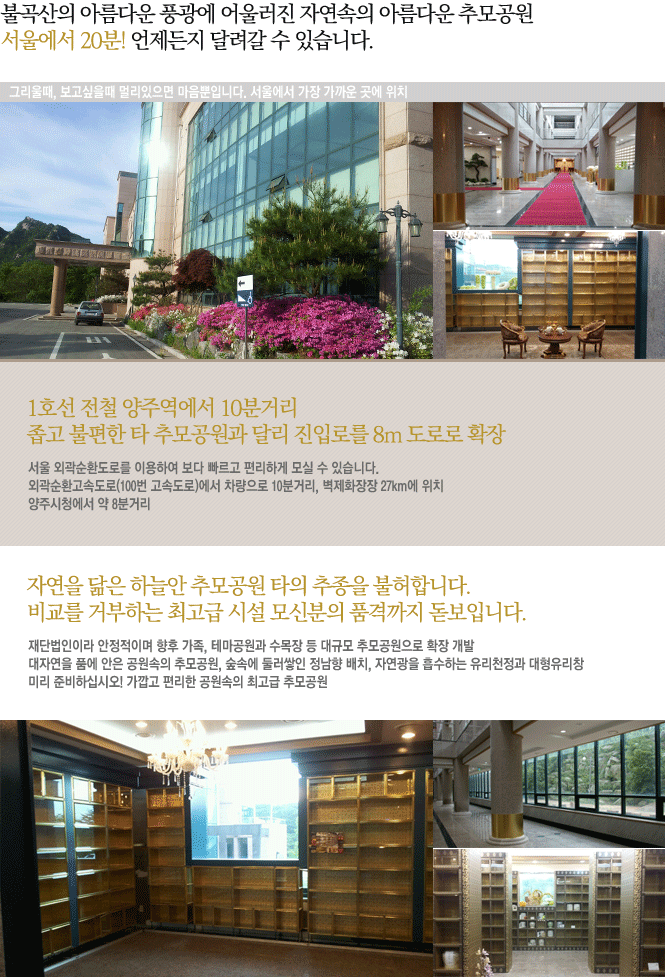 불곡산의 아름다운 풍광에 어울러진 자연속의 아름다운 추모공원
서울에서 20분! 언제든지 달려갈 수 있습니다.
그리울때, 보고싶을때 멀리있으면 마음뿐입니다. 서울에서 가장 가까운 곳에 위치
1호선 전철 양주역에서 10분거리
좁고 불편한 타 추모공원과 달리 진입로를 8m 도로로 확장
서울 외곽순환도로를 이용하여 보다 빠르고 편리하게 모실 수 있습니다.
외곽순환고속도로(100번 고속도로)에서 차량으로 10분거리, 벽제화장장 27km에 위치
양주시청에서 약 8분거리
자연을 닮은 하늘안 추모공원 타의 추종을 불허합니다.
비교를 거부하는 최고급 시설 모신분의 품격까지 돋보입니다.
재단법인이라 안정적이며 향후 가족, 테마공원과 수목장 등 대규모 추모공원으로 확장 개발
대자연을 품에 안은 공원속의 추모공원, 숲속에 둘러쌓인 정남향 배치, 자연광을 흡수하는 유리천정과 대형유리창
미리 준비하십시오! 가깝고 편리한 공원속의 최고급 추모공원